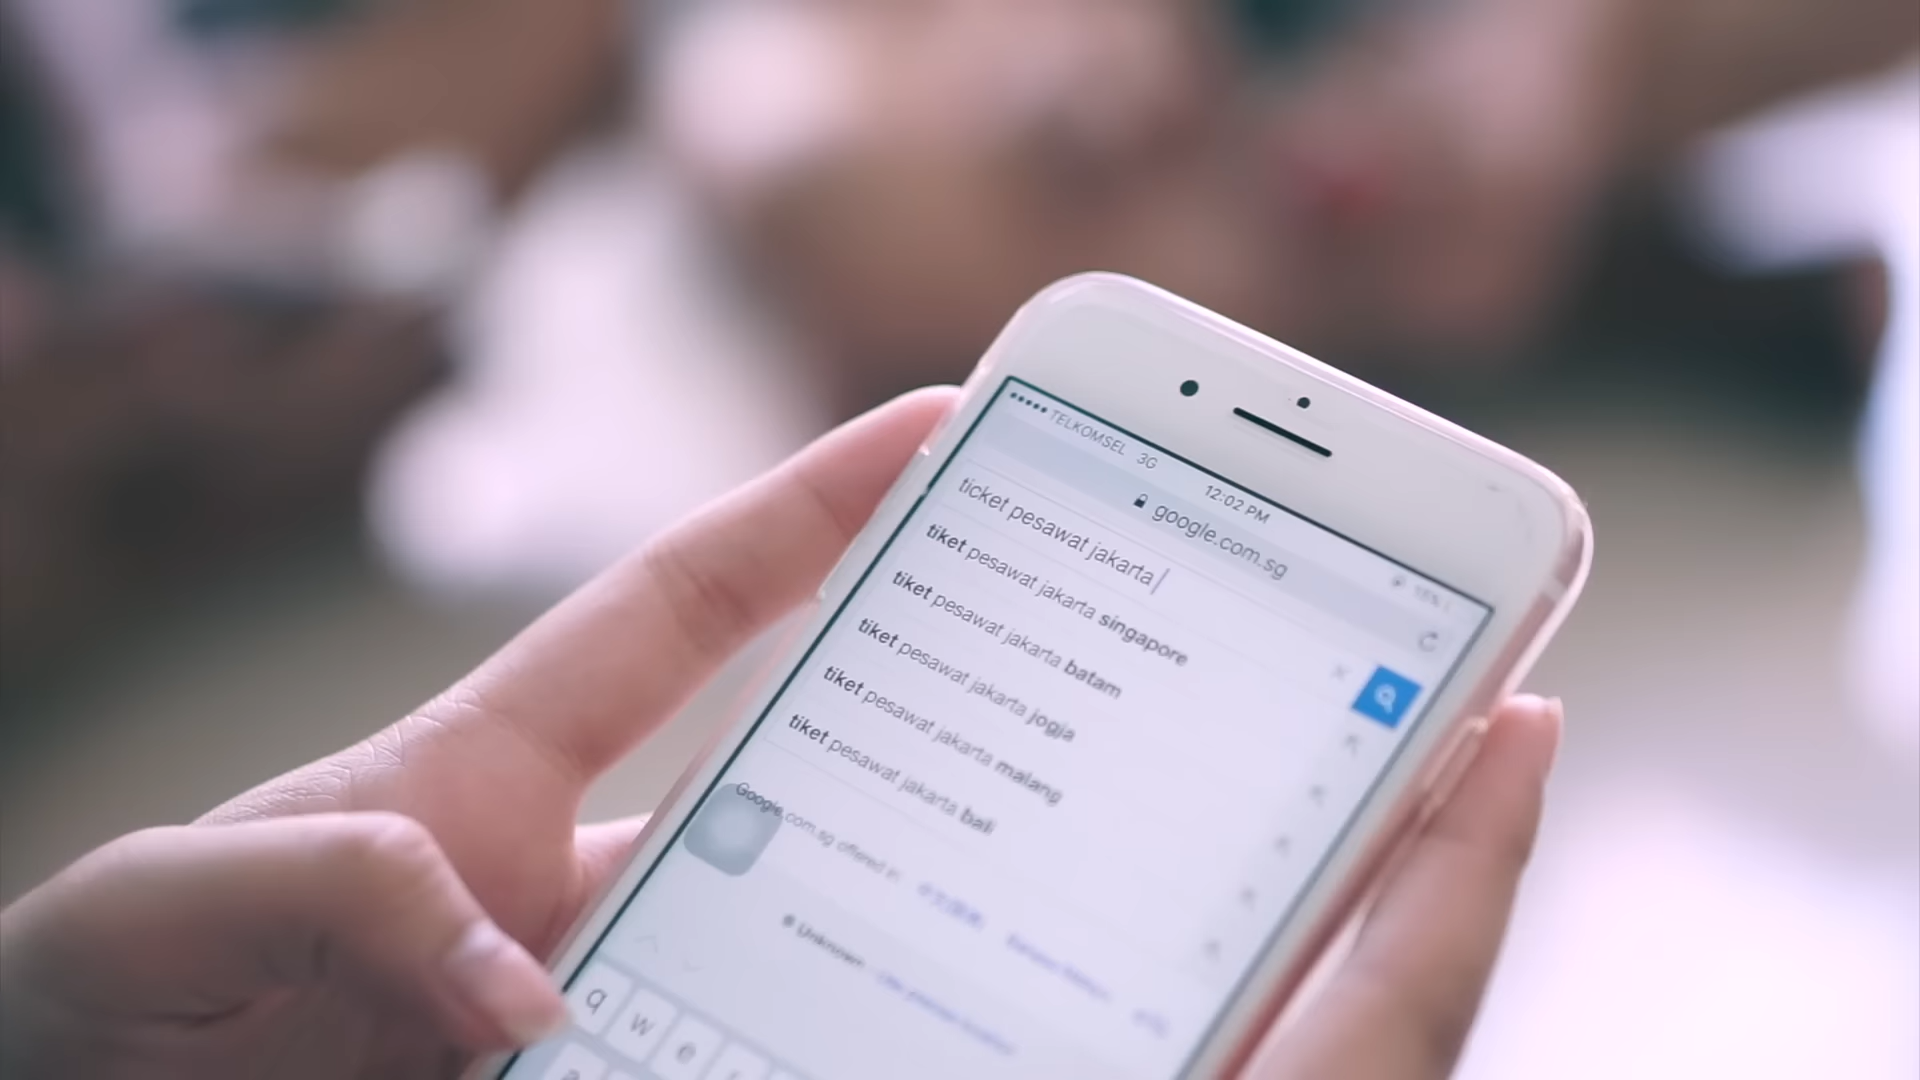 TELKOMSEL 3G 12:02 PM 15%
google.com.sg
ticket pesawat jakarta
tiket pesawat jakarta singapore
tiket pesawat jakarta batam
tiket pesawat jakarta jogja
tiket pesawat jakarta malang
tiket pesawat jakarta bali
Google.com.sg offered in:
Unknown
q w e
a